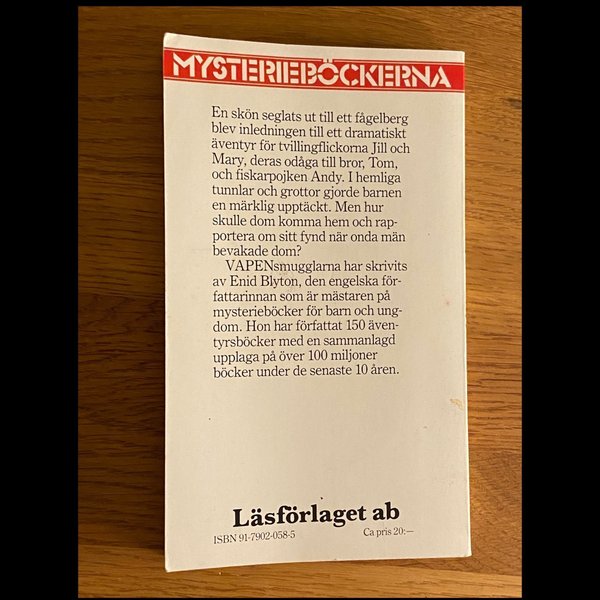 MYSTERIEBÖCKERNA
En skön seglats ut till ett fågelberg
blev inledningen till ett dramatiskt
äventyr för tvillingflickorna Jill och
Mary, deras odåga till bror, Tom,
och fiskarpojken Andy. I hemliga
tunnlar och grottor gjorde barnen
en märklig upptäckt. Men hur
skulle dom komma hem och rap-
portera om sitt fynd när onda män
bevakade dom?
VAPENsmugglarna har skrivits
av Enid Blyton, den engelska för-
fattarinnan som är mästaren på
mysterieböcker för barn och ung-
dom. Hon har författat 150 även-
tyrsböcker med en sammanlagd
upplaga på över 100 miljoner
böcker under de senaste 10 åren.
Läsförlaget ab
ISBN 91-7902-058-5 Ca pris 20:—